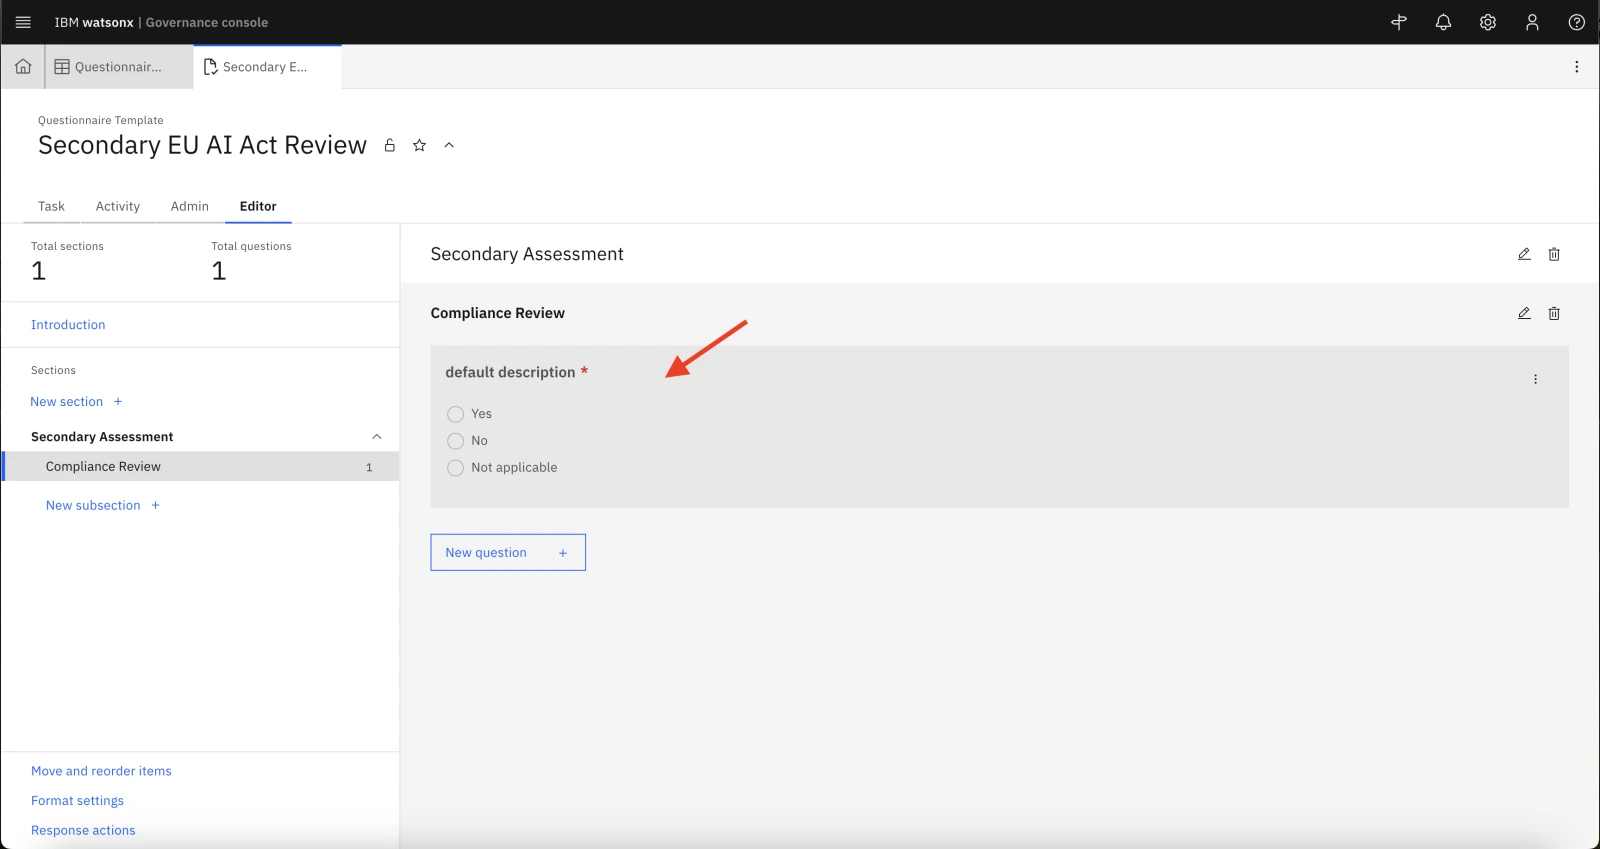 IBM watsonx | Governance console
Questionnair...
Secondary E...
Questionnaire Template
Secondary EU AI Act Review
Task Activity Admin Editor
Total sections Total questions
1 1
Introduction
Sections
New section +
Secondary Assessment
Compliance Review 1
New subsection +
Move and reorder items
Format settings
Response actions
Secondary Assessment
Compliance Review
default description *
Yes
No
Not applicable
New question +